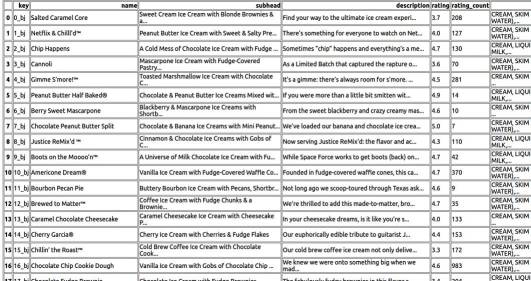 key name subhead description rating rating_count
0 0_bj Salted Caramel Core Sweet Cream Ice Cream with Blonde Brownies & a... Find your way to the ultimate ice cream experi... 3.7 208 CREAM, SKIM WATER),...
1 1_bj Netflix & Chilll'd™ Peanut Butter Ice Cream with Sweet & Salty Pre... There's something for everyone to watch on Net... 4.0 127 CREAM, SKIM WATER),...
2 2_bj Chip Happens A Cold Mess of Chocolate Ice Cream with Fudge ... Sometimes "chip" happens and everything's a me... 4.7 130 CREAM, LIQUI MILK,...
3 3_bj Cannoli Mascarpone Ice Cream with Fudge-Covered Pastry... As a Limited Batch that captured the rapture o... 3.6 70 CREAM, SKIM WATER),...
4 4_bj Gimme S'more!™ Toasted Marshmallow Ice Cream with Chocolate C... It's a gimme: there's always room for s'more. ... 4.5 281 CREAM, SKIM WATER),...
5 5_bj Peanut Butter Half Baked® Chocolate & Peanut Butter Ice Creams Mixed wit... If you were more than a little bit smitten wit... 4.9 14 CREAM, LIQUI MILK,...
6 6_bj Berry Sweet Mascarpone Blackberry & Mascarpone Ice Creams with Shortb... From the sweet blackberry and crazy creamy mas... 4.6 10 CREAM, SKIM WATER),...
7 7_bj Chocolate Peanut Butter Split Chocolate & Banana Ice Creams with Mini Peanut... We've loaded our banana and chocolate ice crea... 5.0 7 CREAM, SKIM WATER),...
8 8_bj Justice ReMix'd ™ Cinnamon & Chocolate Ice Creams with Gobs of C... Now serving Justice ReMix'd: the flavor and ac... 4.3 110 CREAM, LIQUI MILK,...
9 9_bj Boots on the Moooo'n™ A Universe of Milk Chocolate Ice Cream with Fu... While Space Force works to get boots (back) on... 4.7 42 CREAM, LIQUI MILK,...
10 10_bj Americone Dream® Vanilla Ice Cream with Fudge-Covered Waffle Co... Founded in fudge-covered waffle cones, this ca... 4.7 370 CREAM, SKIM WATER),...
11 11_bj Bourbon Pecan Pie Buttery Bourbon Ice Cream with Pecans, Shortbr... Not long ago we scoop-toured through Texas ask... 4.6 9 CREAM, SKIM WATER),...
12 12_bj Brewed to Matter™ Coffee Ice Cream with Fudge Chunks & a Brownie... We're thrilled to add this made-to-matter, bro... 4.7 35 CREAM, SKIM WATER),...
13 13_bj Caramel Chocolate Cheesecake Caramel Cheesecake Ice Cream with Cheesecake P... In your cheesecake dreams, is it like you're s... 4.0 133 CREAM, SKIM WATER),...
14 14_bj Cherry Garcia® Cherry Ice Cream with Cherries & Fudge Flakes Our euphorically edible tribute to guitarist J... 4.4 153 CREAM, SKIM WATER),...
15 15_bj Chillin' the Roast™ Cold Brew Coffee Ice Cream with Chocolate Cook... Our cold brew coffee ice cream not only delive... 3.3 172 CREAM, SKIM WATER),...
16 16_bj Chocolate Chip Cookie Dough Vanilla Ice Cream with Gobs of Chocolate Chip ... We knew we were onto something big when we mad... 4.6 983 CREAM, SKIM WATER),...
CREAM, LIQUI